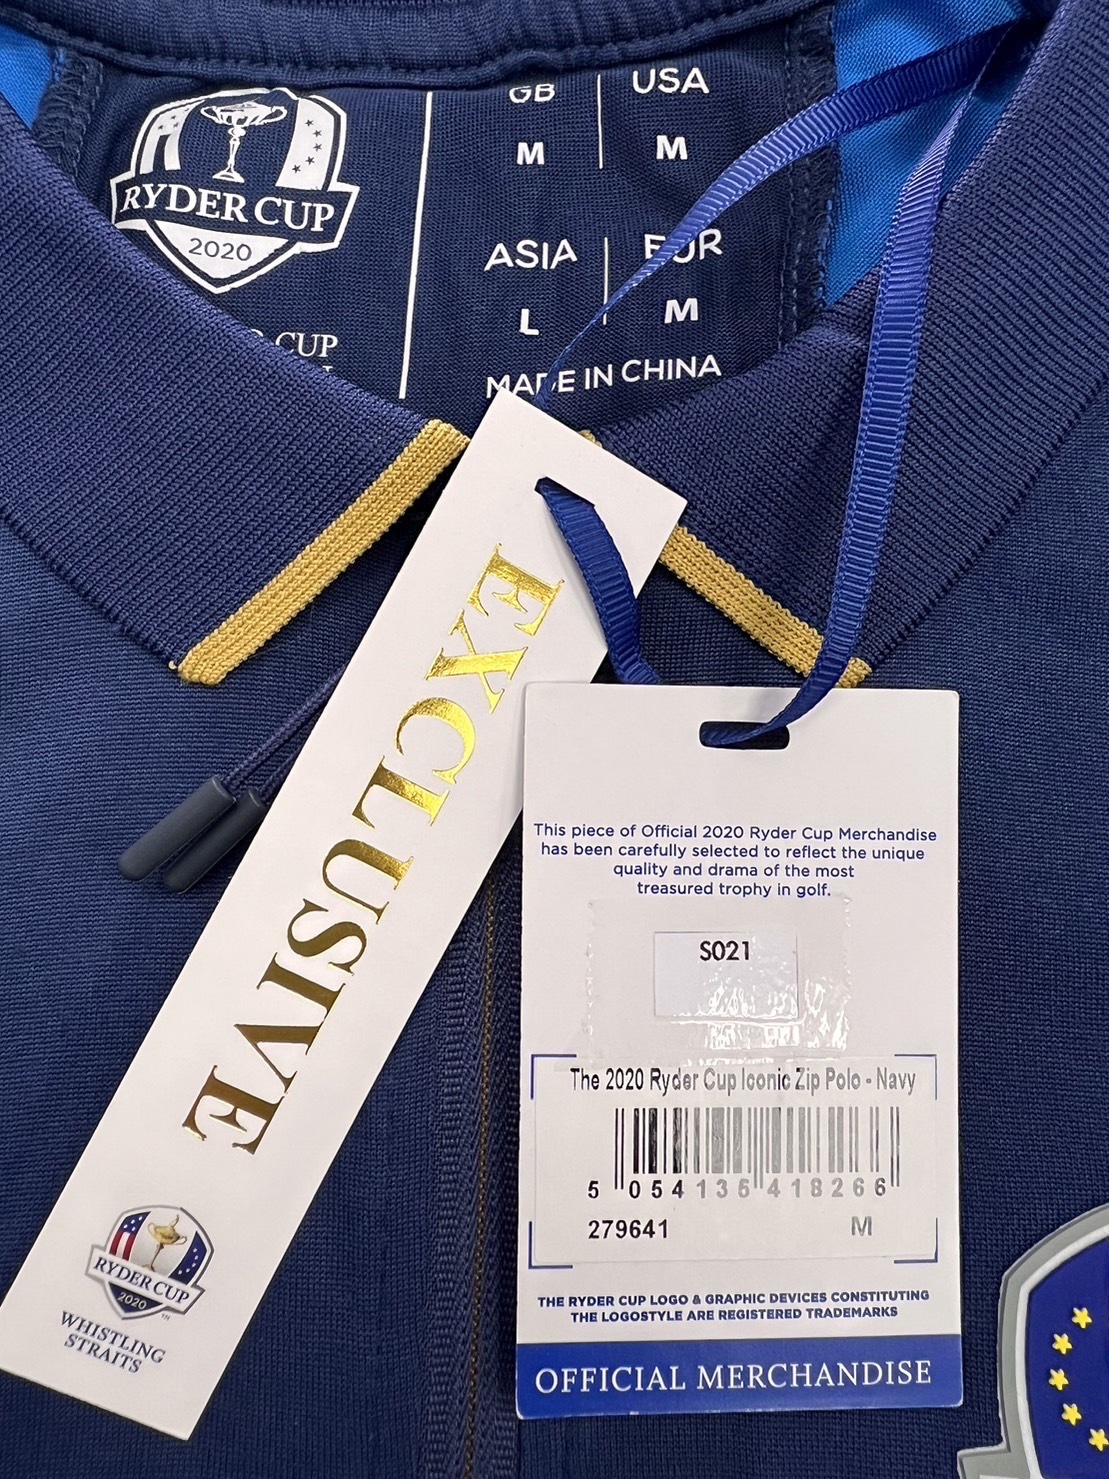 RYDER CUP
2020
CUP
GB USA
M M
ASIA EUR
L M
MADE IN CHINA
EXCLUSIVE
RYDER CUP
2020 ™
WHISTLING
STRAITS
This piece of Official 2020 Ryder Cup Merchandise
has been carefully selected to reflect the unique
quality and drama of the most
treasured trophy in golf.
S021
The 2020 Ryder Cup Iconic Zip Polo - Navy
5 054135 418266
279641 M
THE RYDER CUP LOGO & GRAPHIC DEVICES CONSTITUTING
THE LOGOSTYLE ARE REGISTERED TRADEMARKS
OFFICIAL MERCHANDISE